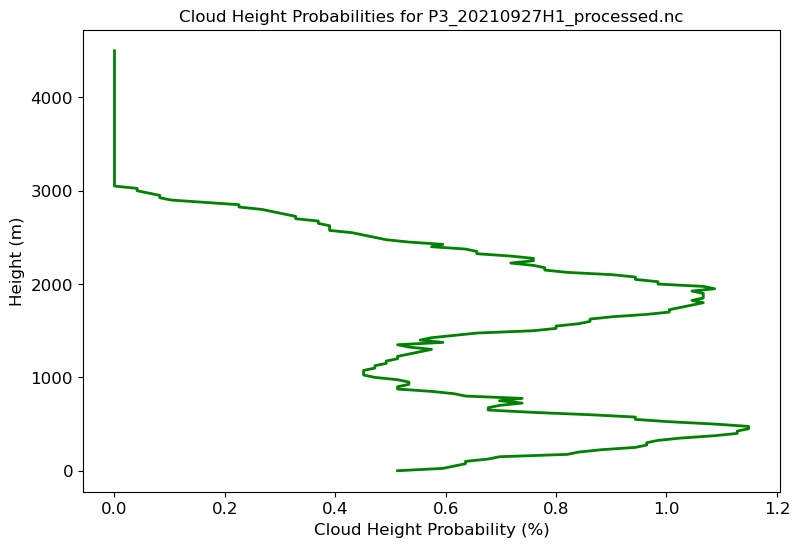 Cloud Height Probabilities for P3_20210927H1_processed.nc
4000
3000
2000
1000
0
Height (m)
0.0 0.2 0.4 0.6 0.8 1.0 1.2
Cloud Height Probability (%)